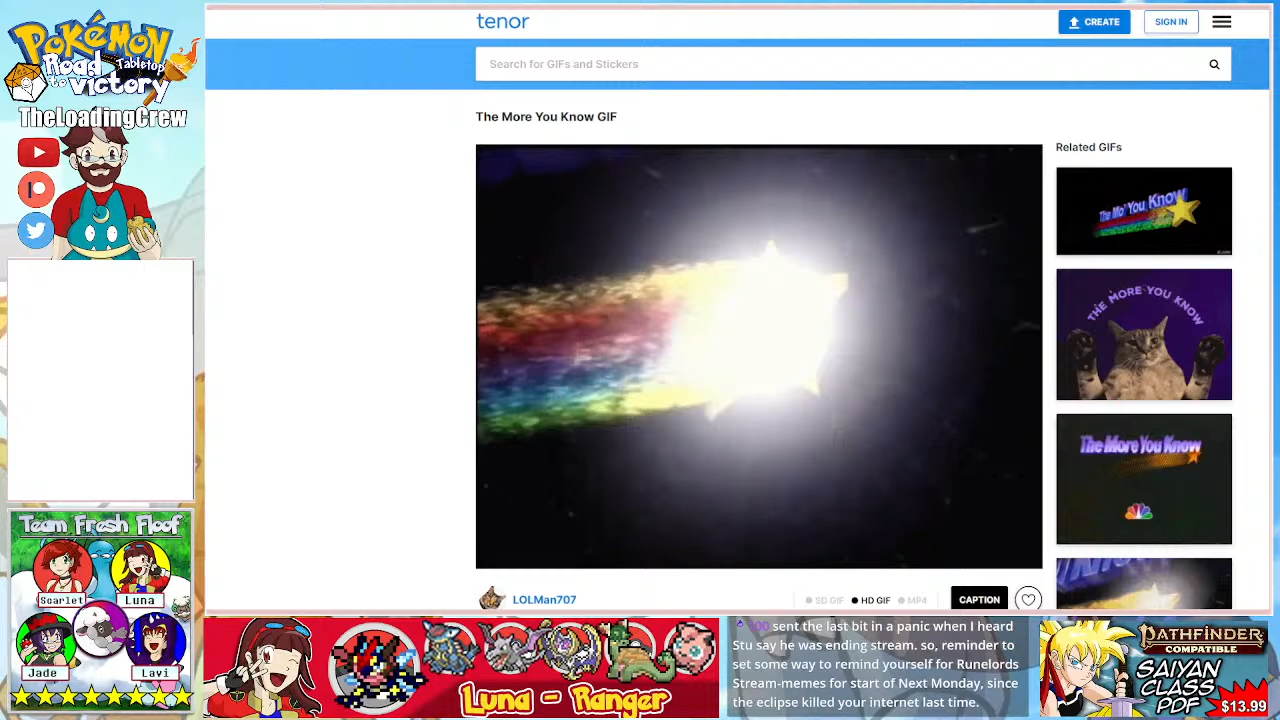 Pokémon
Road Tabletop
to Victory
TheLoadingCrew
Team Fresh Floof
Scarlet
Luna
Jade
Lavi
tenor
CREATE
SIGN IN
Search for GIFs and Stickers
The More You Know GIF
Related GIFs
The Mo' You Know
THE MORE YOU KNOW
The More You Know
LOLMan707
SD GIF
HD GIF
MP4
CAPTION
Luna - Ranger
100 sent the last bit in a panic when I heard
Stu say he was ending stream. so, reminder to
set some way to remind yourself for Runelords
Stream-memes for start of Next Monday, since
the eclipse killed your internet last time.
PATHFINDER
COMPATIBLE
SAIYAN
CLASS
PDF
$13.99